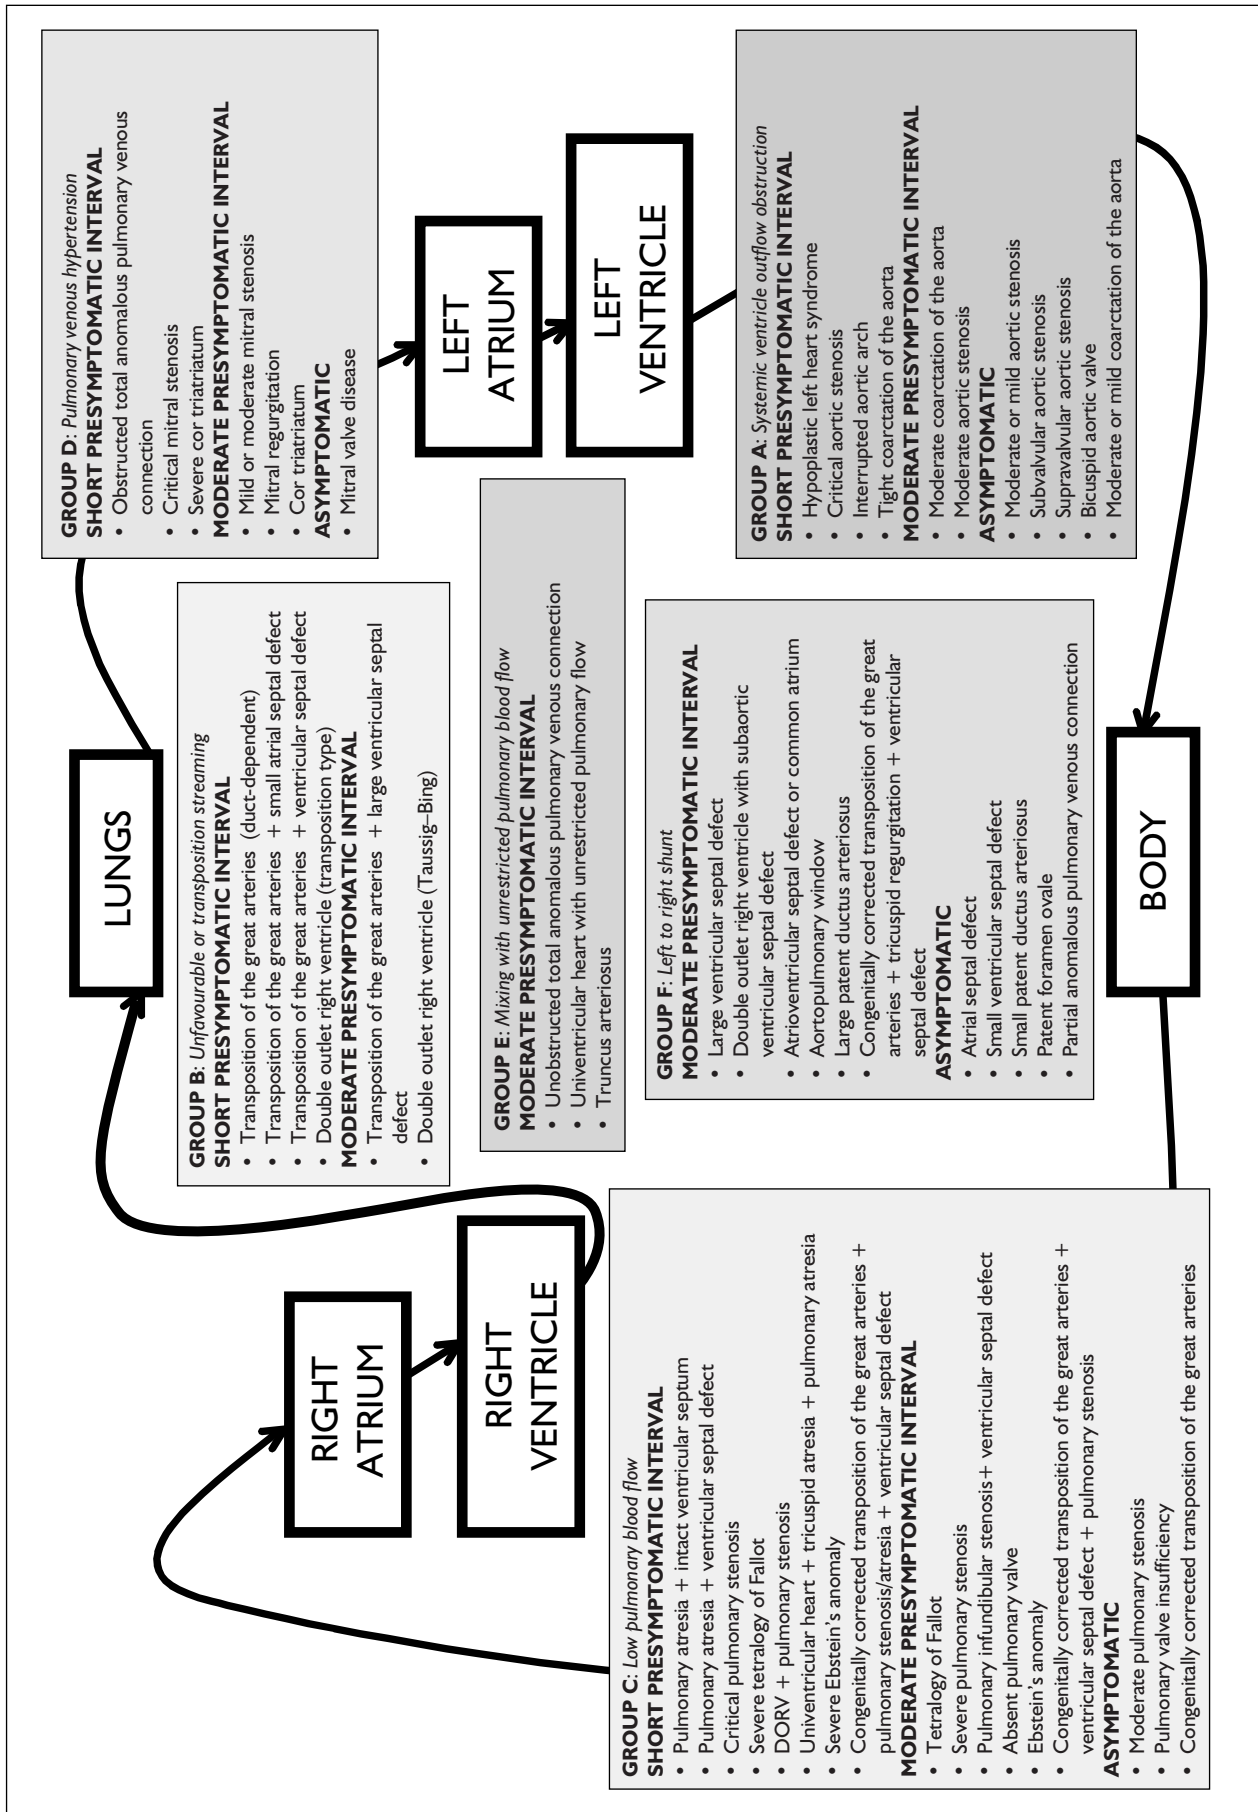 GROUP C: Low pulmonary blood flow
SHORT PRESYMPTOMATIC INTERVAL
• Pulmonary atresia + intact ventricular septum
• Pulmonary atresia + ventricular septal defect
• Critical pulmonary stenosis
• Severe tetralogy of Fallot
• DORV + pulmonary stenosis
• Univentricular heart + tricuspid atresia + pulmonary atresia
• Severe Ebstein's anomaly
• Congenitally corrected transposition of the great arteries +
pulmonary stenosis/atresia + ventricular septal defect
MODERATE PRESYMPTOMATIC INTERVAL
• Tetralogy of Fallot
• Severe pulmonary stenosis
• Pulmonary infundibular stenosis+ ventricular septal defect
• Absent pulmonary valve
• Ebstein's anomaly
• Congenitally corrected transposition of the great arteries +
ventricular septal defect + pulmonary stenosis
ASYMPTOMATIC
• Moderate pulmonary stenosis
• Pulmonary valve insufficiency
• Congenitally corrected transposition of the great arteries
RIGHT
ATRIUM
RIGHT
VENTRICLE
LUNGS
GROUP B: Unfavourable or transposition streaming
SHORT PRESYMPTOMATIC INTERVAL
• Transposition of the great arteries (duct-dependent)
• Transposition of the great arteries + small atrial septal defect
• Transposition of the great arteries + ventricular septal defect
• Double outlet right ventricle (transposition type)
MODERATE PRESYMPTOMATIC INTERVAL
• Transposition of the great arteries + large ventricular septal
defect
• Double outlet right ventricle (Taussig–Bing)
GROUP E: Mixing with unrestricted pulmonary blood flow
MODERATE PRESYMPTOMATIC INTERVAL
• Unobstructed total anomalous pulmonary venous connection
• Univentricular heart with unrestricted pulmonary flow
• Truncus arteriosus
GROUP F: Left to right shunt
MODERATE PRESYMPTOMATIC INTERVAL
• Large ventricular septal defect
• Double outlet right ventricle with subaortic
ventricular septal defect
• Atrioventricular septal defect or common atrium
• Aortopulmonary window
• Large patent ductus arteriosus
• Congenitally corrected transposition of the great
arteries + tricuspid regurgitation + ventricular
septal defect
ASYMPTOMATIC
• Atrial septal defect
• Small ventricular septal defect
• Small patent ductus arteriosus
• Patent foramen ovale
• Partial anomalous pulmonary venous connection
BODY
GROUP D: Pulmonary venous hypertension
SHORT PRESYMPTOMATIC INTERVAL
• Obstructed total anomalous pulmonary venous
connection
• Critical mitral stenosis
• Severe cor triatriatum
MODERATE PRESYMPTOMATIC INTERVAL
• Mild or moderate mitral stenosis
• Mitral regurgitation
• Cor triatriatum
ASYMPTOMATIC
• Mitral valve disease
LEFT
ATRIUM
LEFT
VENTRICLE
GROUP A: Systemic ventricle outflow obstruction
SHORT PRESYMPTOMATIC INTERVAL
• Hypoplastic left heart syndrome
• Critical aortic stenosis
• Interrupted aortic arch
• Tight coarctation of the aorta
MODERATE PRESYMPTOMATIC INTERVAL
• Moderate coarctation of the aorta
• Moderate aortic stenosis
ASYMPTOMATIC
• Moderate or mild aortic stenosis
• Subvalvular aortic stenosis
• Supravalvular aortic stenosis
• Bicuspid aortic valve
• Moderate or mild coarctation of the aorta